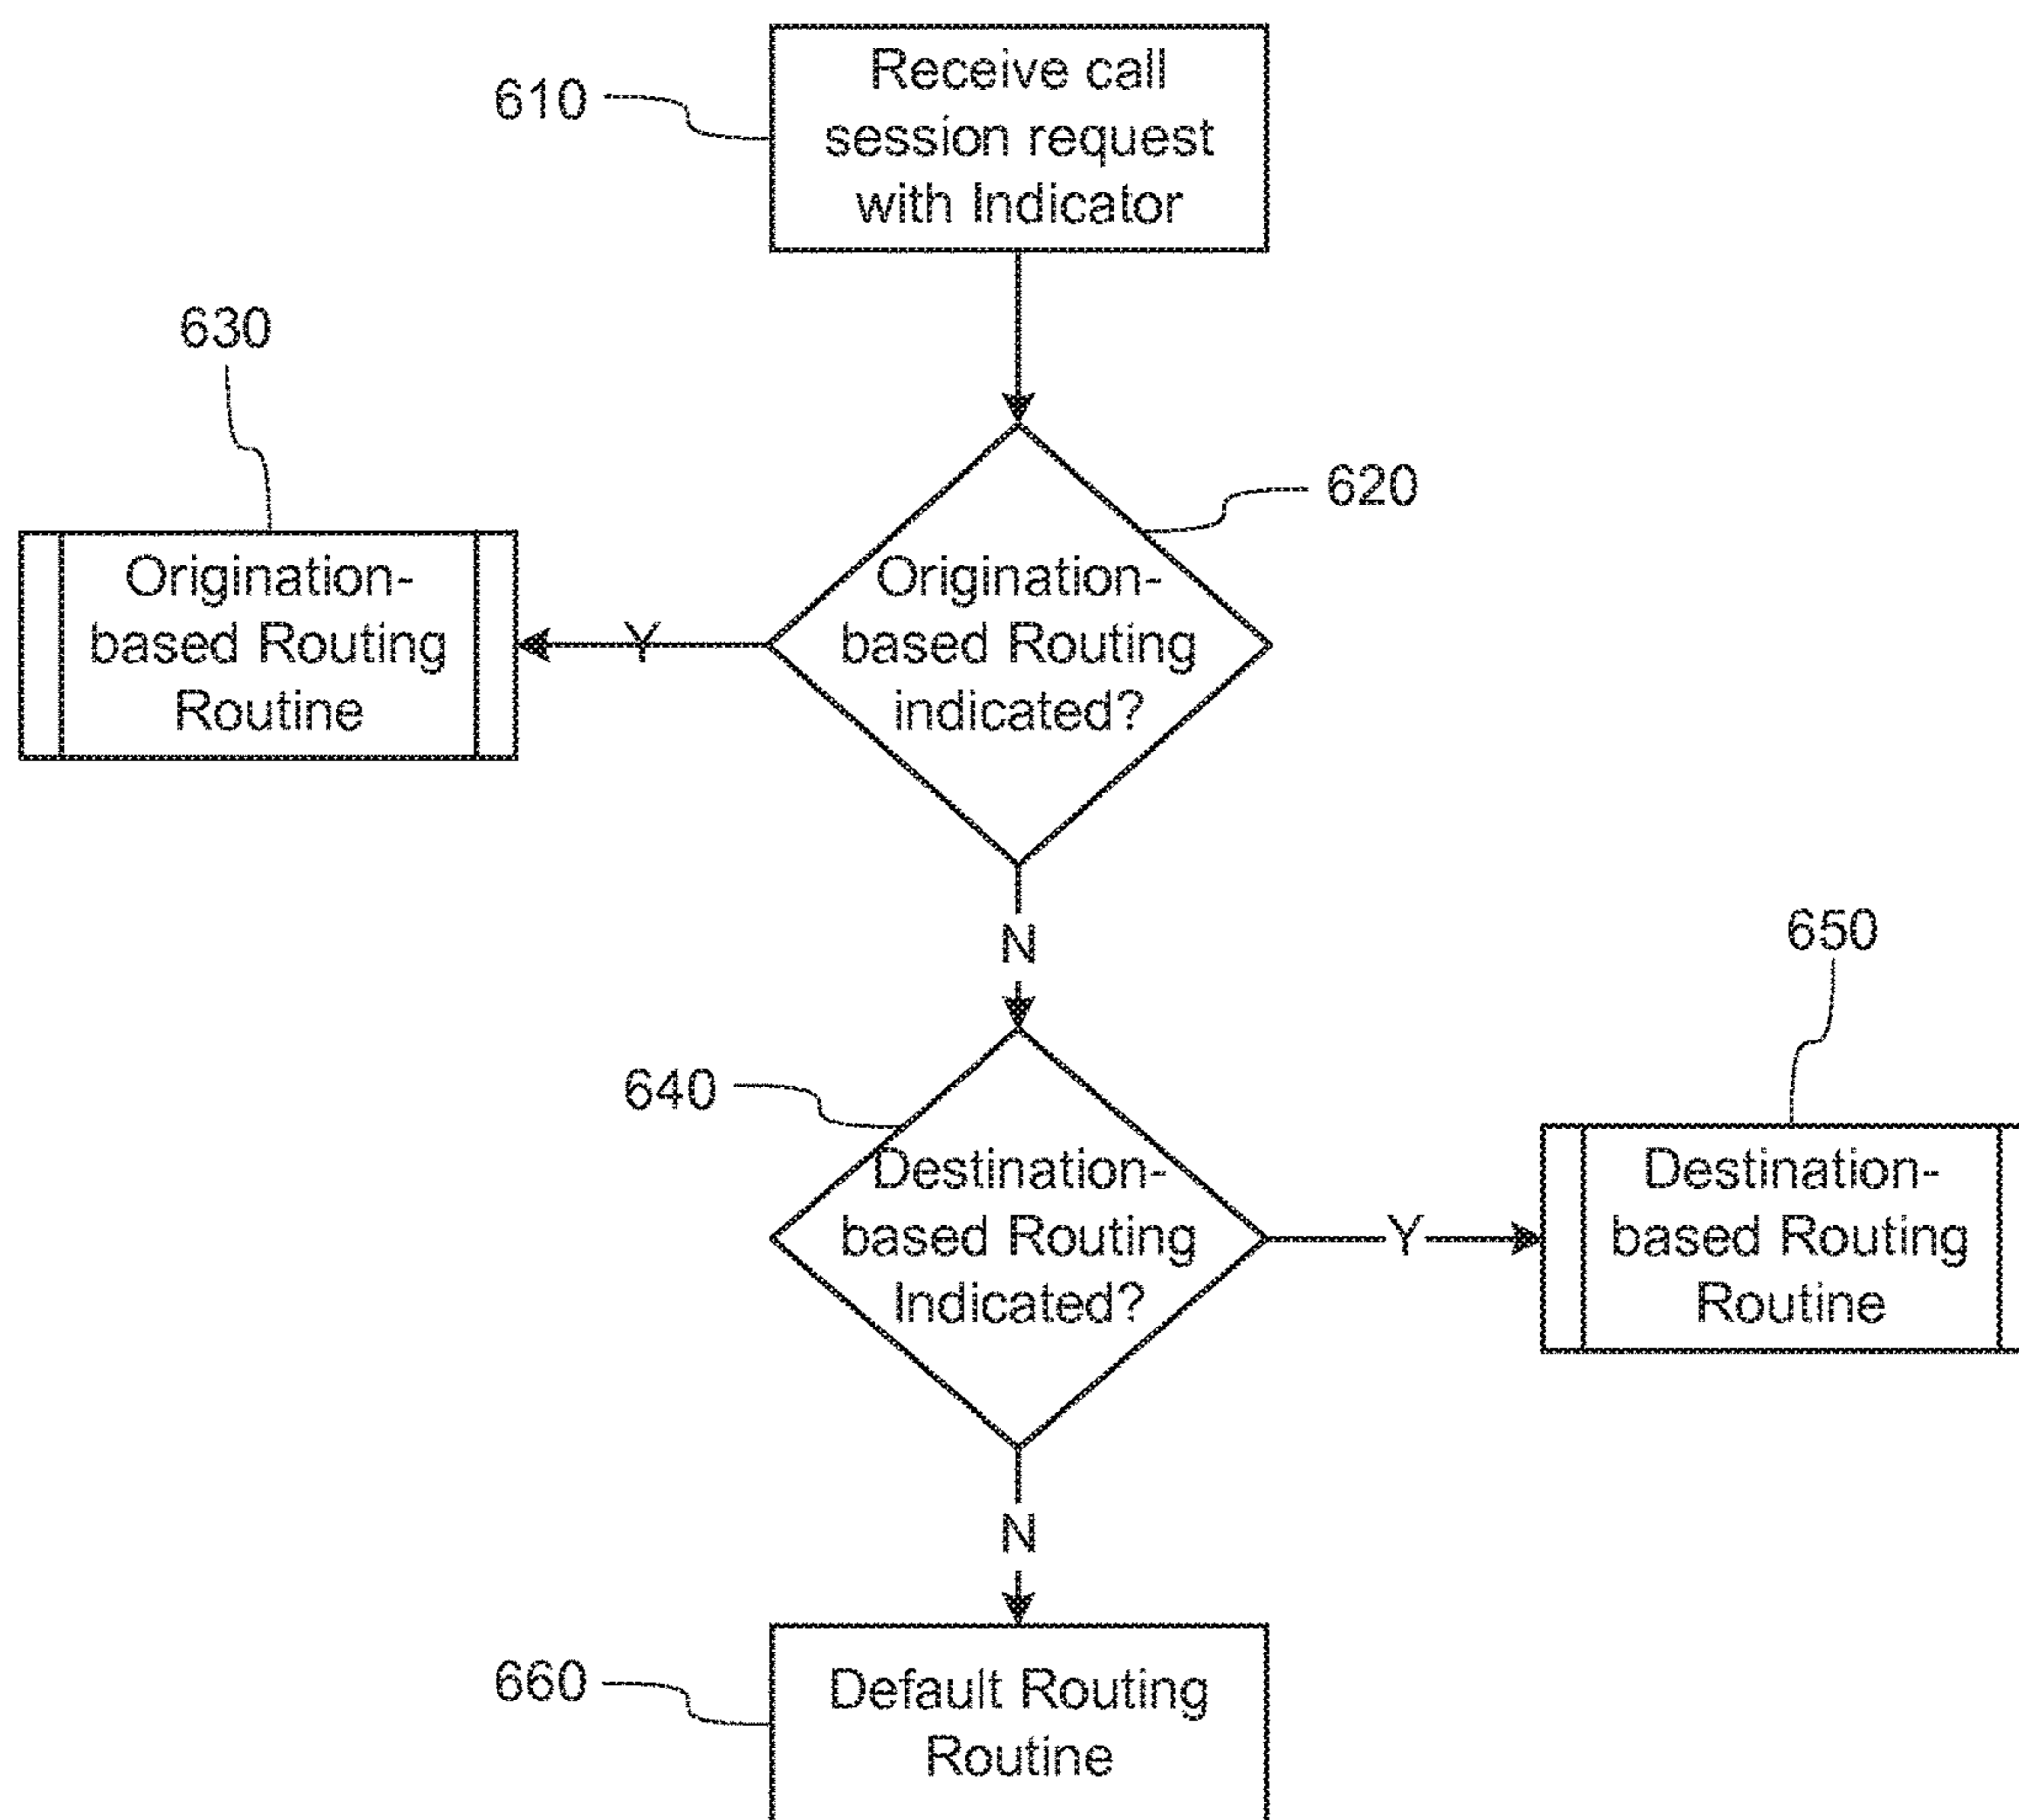 610
Receive call
session request
with Indicator
630
620
Origination-
based Routing
Routine
Y
Origination-
based Routing
indicated?
N
650
640
Destination-
based Routing
Indicated?
Y
Destination-
based Routing
Routine
N
660
Default Routing
Routine